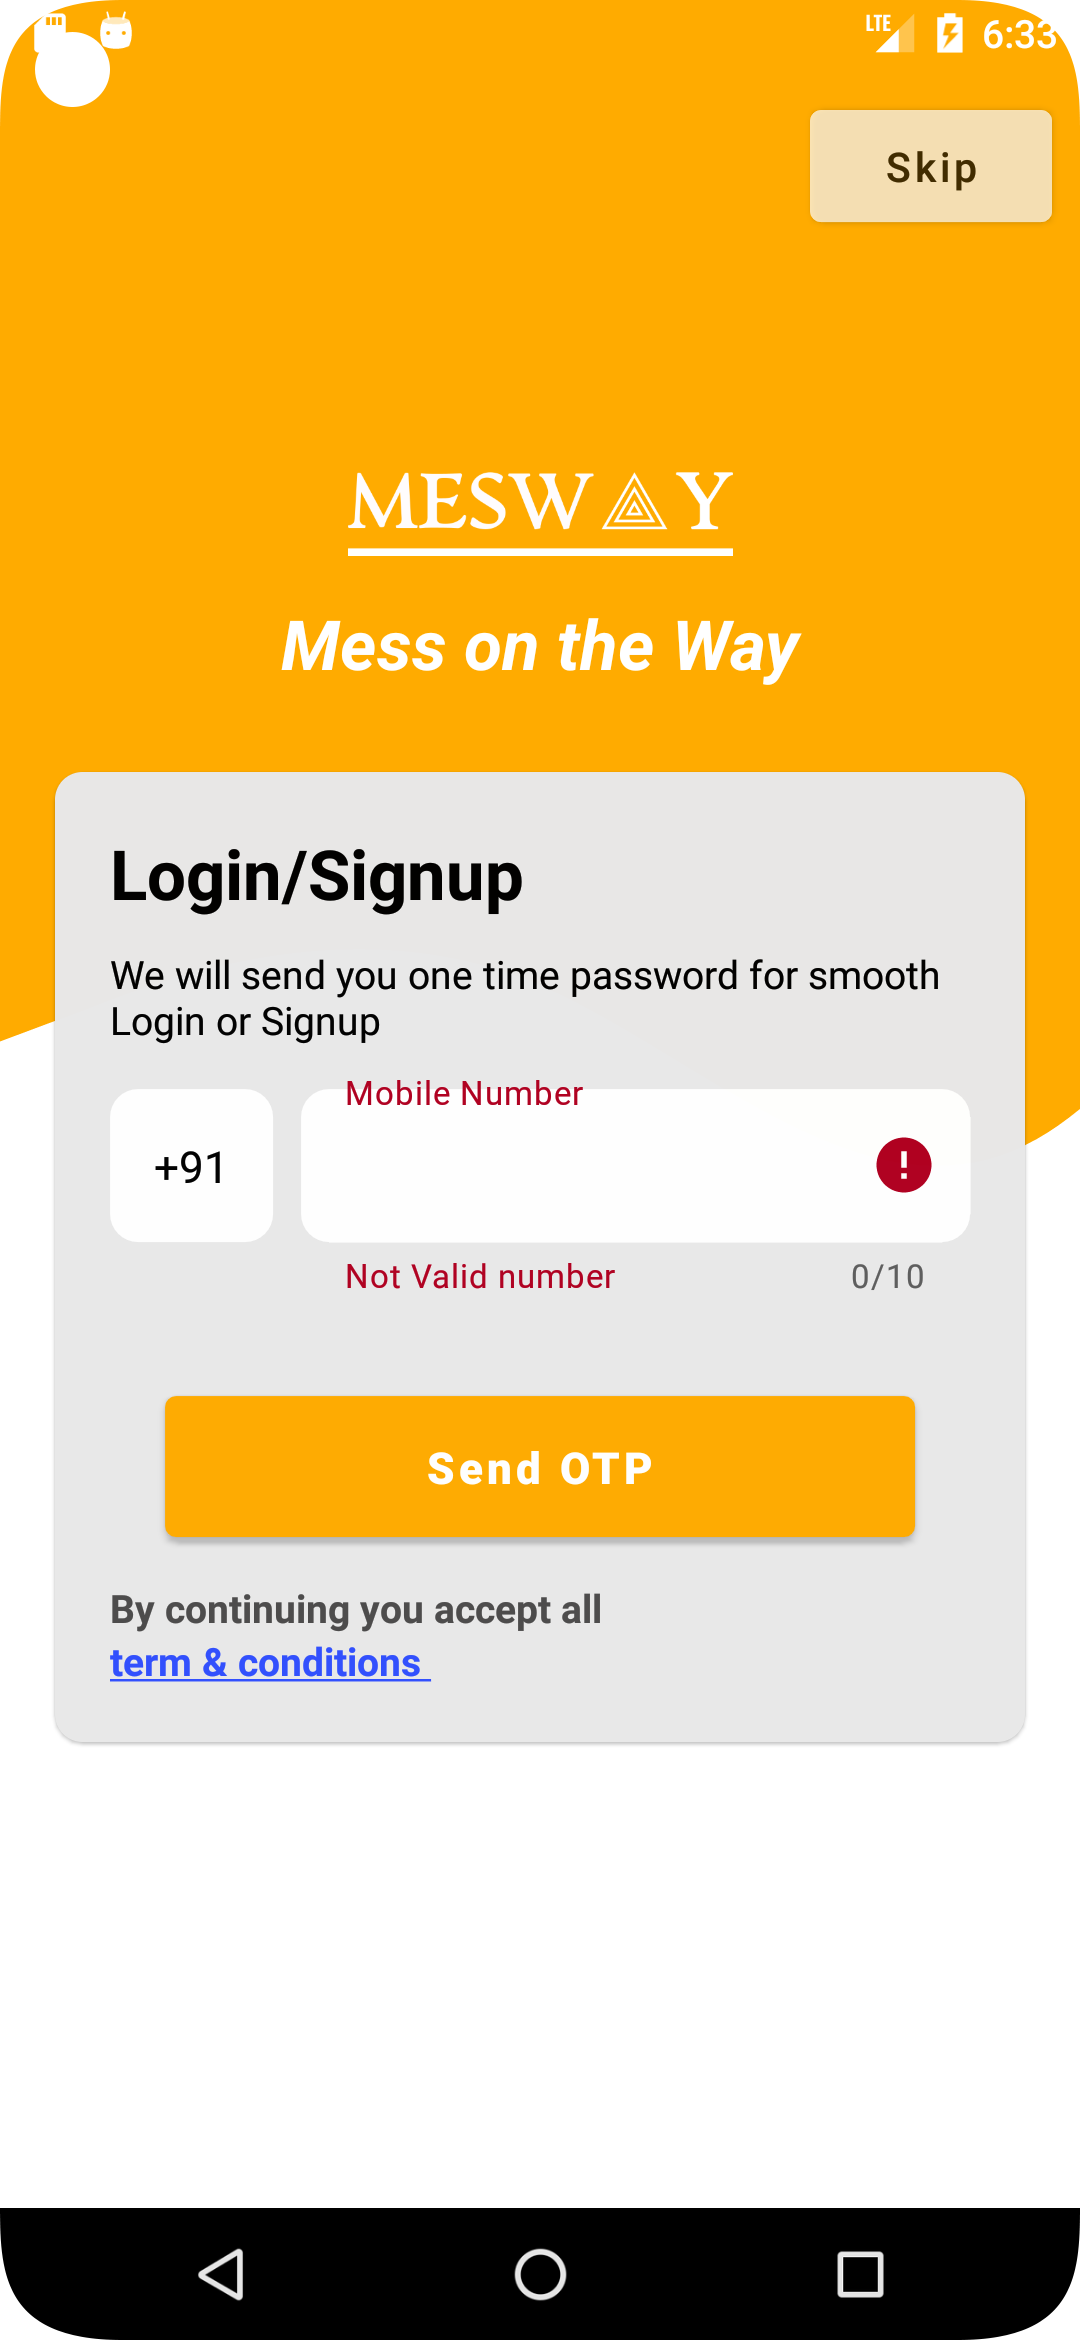 LTE 6:33
Skip
MESWAY
Mess on the Way
Login/Signup
We will send you one time password for smooth
Login or Signup
Mobile Number
+91
Not Valid number 0/10
Send OTP
By continuing you accept all
term & conditions